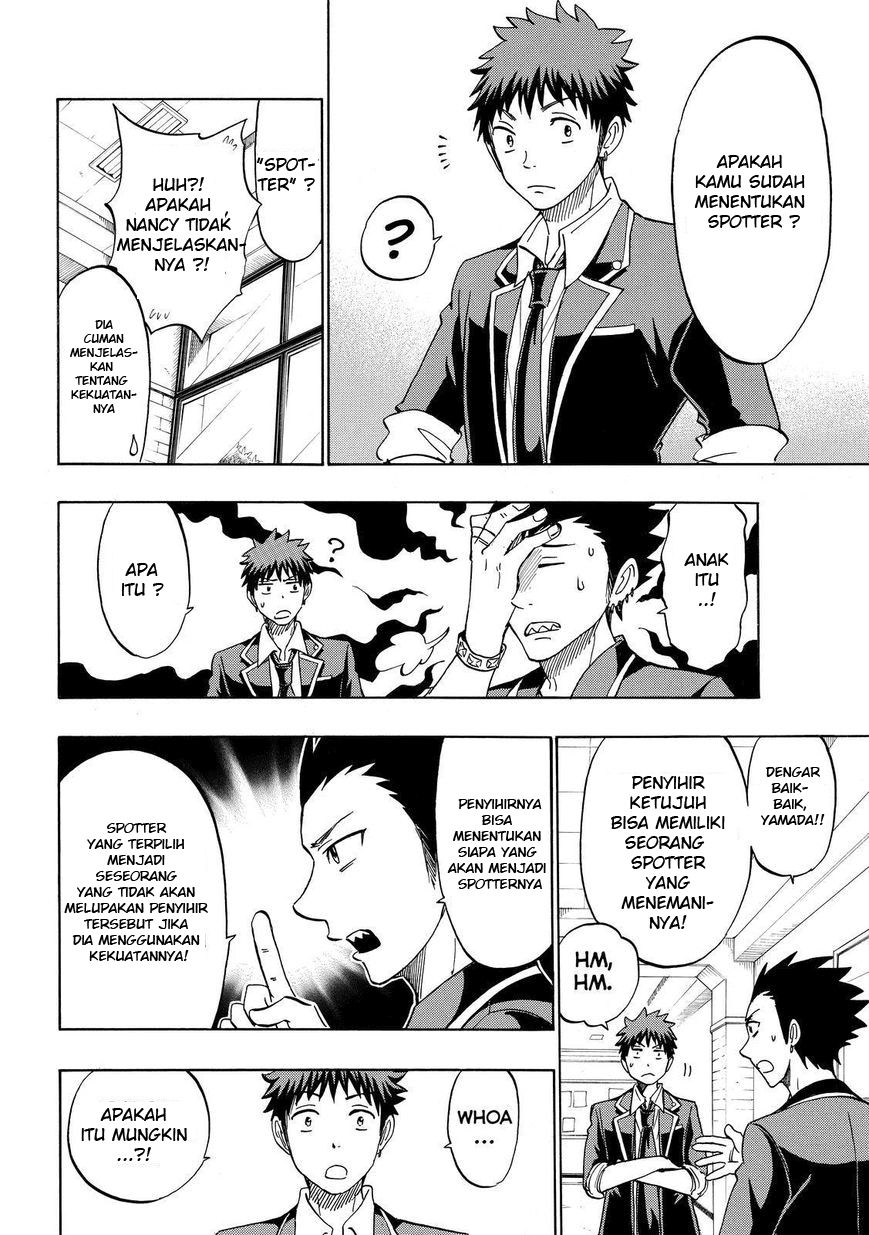 APAKAH
KAMU SUDAH
MENENTUKAN
SPOTTER ?
?
"SPOT-
TER" ?
HUH?!
APAKAH
NANCY TIDAK
MENJELASKAN-
NYA ?!
DIA
CUMAN
MENJELAS-
KAN
TENTANG
KEKUATAN-
NYA
ANAK
ITU
..!
?
APA
ITU ?
DENGAR
BAIK-
BAIK,
YAMADA!!
PENYIHIR
KETUJUH
BISA MEMILIKI
SEORANG
SPOTTER
YANG
MENEMANI-
NYA!
HM,
HM.
PENYIHIRNYA
BISA
MENENTUKAN
SIAPA YANG
AKAN MENJADI
SPOTTERNYA
SPOTTER
YANG TERPILIH
MENJADI
SESEORANG
YANG TIDAK AKAN
MELUPAKAN PENYIHIR
TERSEBUT JIKA
DIA MENGGUNAKAN
KEKUATANNYA!
WHOA
...
APAKAH
ITU MUNGKIN
...?!